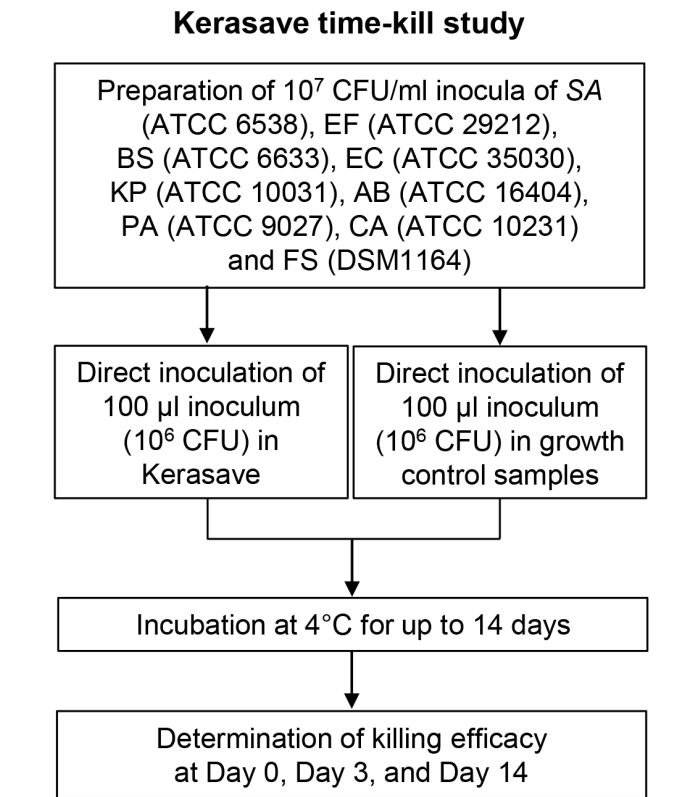 Kerasave time-kill study
Preparation of 10⁷ CFU/ml inocula of SA
(ATCC 6538), EF (ATCC 29212),
BS (ATCC 6633), EC (ATCC 35030),
KP (ATCC 10031), AB (ATCC 16404),
PA (ATCC 9027), CA (ATCC 10231)
and FS (DSM1164)
Direct inoculation of
100 µl inoculum
(10⁶ CFU) in
Kerasave
Direct inoculation of
100 µl inoculum
(10⁶ CFU) in growth
control samples
Incubation at 4°C for up to 14 days
Determination of killing efficacy
at Day 0, Day 3, and Day 14